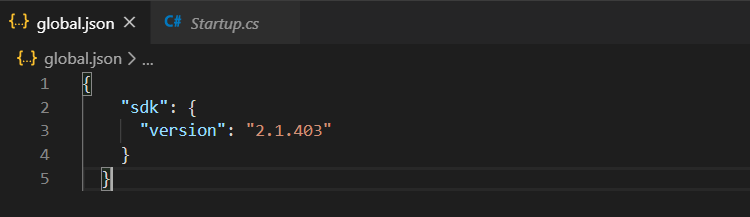 {..} global.json × C# Startup.cs
{..} global.json > ...
1 {
2 "sdk": {
3 "version": "2.1.403"
4 }
5 }